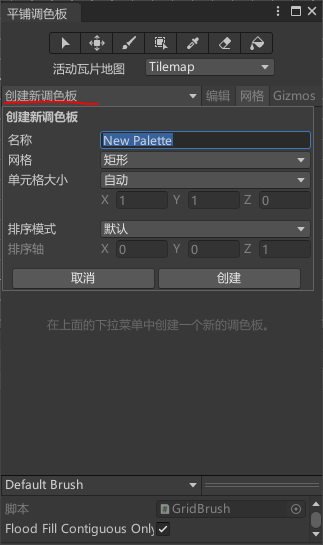 平铺调色板
活动瓦片地图 Tilemap
创建新调色板 编辑 网格 Gizmos
创建新调色板
名称 New Palette
网格 矩形
单元格大小 自动
X 1 Y 1 Z 0
排序模式 默认
排序轴 X 0 Y 0 Z 1
取消 创建
在上面的下拉菜单中创建一个新的调色板。
Default Brush
脚本 GridBrush
Flood Fill Contiguous Only